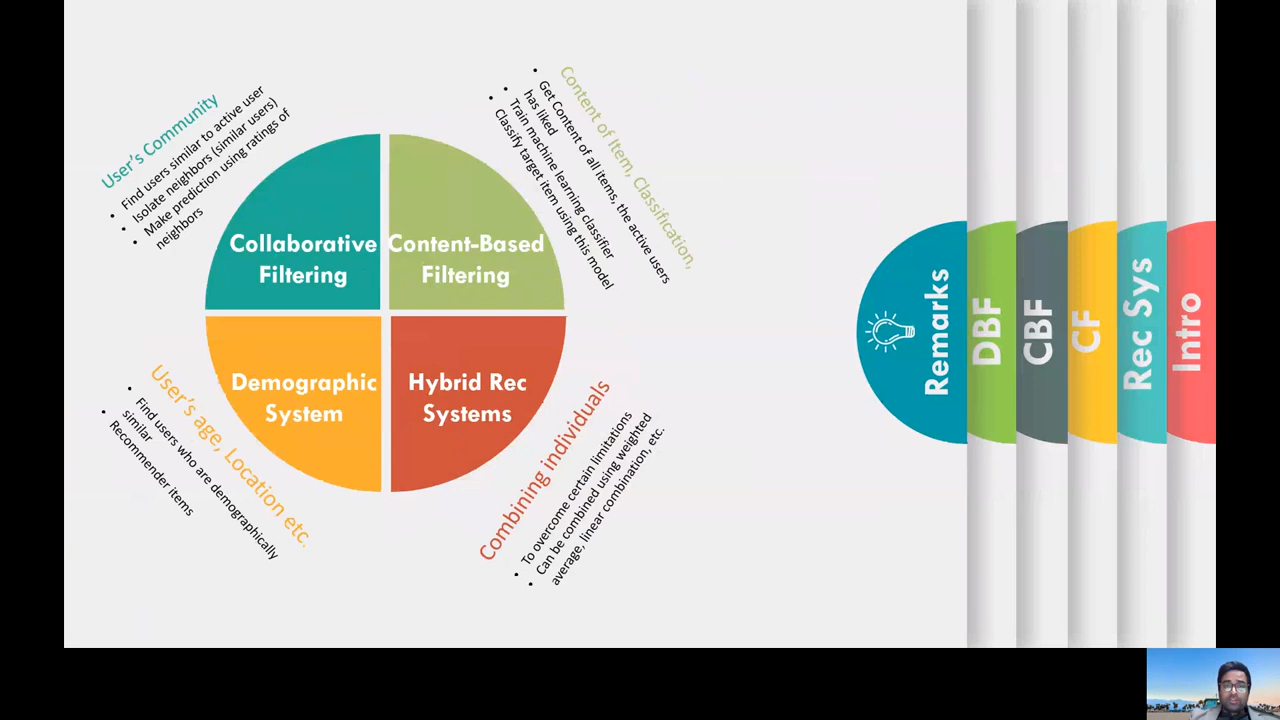 User's Community
• Find users similar to active user
• Isolate neighbors (similar users)
• Make prediction using ratings of
neighbors
Content of Item, Classification,
• Get Content of all items, the active users
has liked
• Train machine learning classifier
• Classify target item using this model
Collaborative
Filtering
Content-Based
Filtering
Demographic
System
Hybrid Rec
Systems
User's age, Location etc.
• Find users who are demographically
similar
• Recommender items
Combining individuals
• To overcome certain limitations
• Can be combined using weighted
average, linear combination, etc.
Remarks
DBF
CBF
CF
Rec Sys
Intro